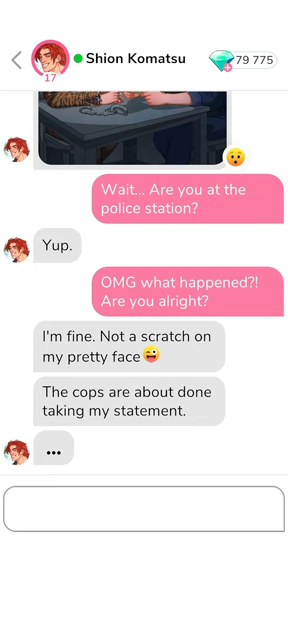 Shion Komatsu
79 775
17
Wait... Are you at the
police station?
Yup.
OMG what happened?!
Are you alright?
I'm fine. Not a scratch on
my pretty face😜
The cops are about done
taking my statement.
...